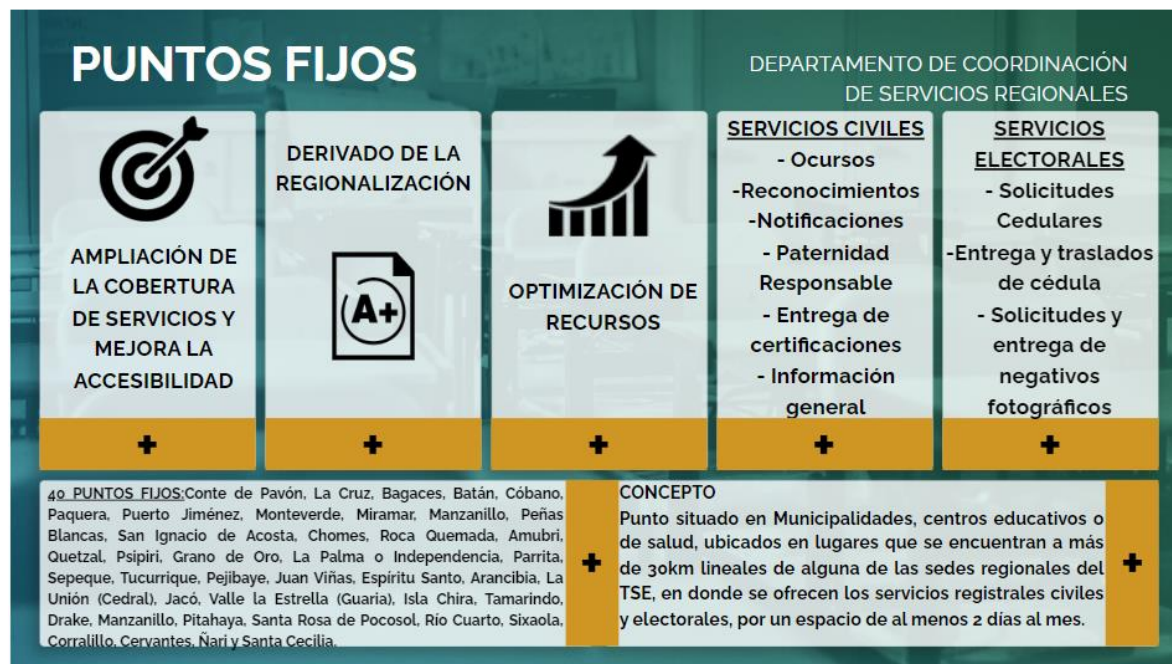 PUNTOS FIJOS
DEPARTAMENTO DE COORDINACIÓN
DE SERVICIOS REGIONALES
AMPLIACIÓN DE
LA COBERTURA
DE SERVICIOS Y
MEJORA LA
ACCESIBILIDAD
+
DERIVADO DE LA
REGIONALIZACIÓN
A+
+
OPTIMIZACIÓN DE
RECURSOS
+
SERVICIOS CIVILES
- Ocursos
-Reconocimientos
-Notificaciones
- Paternidad
Responsable
- Entrega de
certificaciones
- Información
general
+
SERVICIOS
ELECTORALES
- Solicitudes
Cedulares
-Entrega y traslados
de cédula
- Solicitudes y
entrega de
negativos
fotográficos
+
40 PUNTOS FIJOS:Conte de Pavón, La Cruz, Bagaces, Batán, Cóbano,
Paquera, Puerto Jiménez, Monteverde, Miramar, Manzanillo, Peñas
Blancas, San Ignacio de Acosta, Chomes, Roca Quemada, Amubri,
Quetzal, Psipiri, Grano de Oro, La Palma o Independencia, Parrita,
Sepeque, Tucurrique, Pejibaye, Juan Viñas, Espíritu Santo, Arancibia, La
Unión (Cedral), Jacó, Valle la Estrella (Guaria), Isla Chira, Tamarindo,
Drake, Manzanillo, Pitahaya, Santa Rosa de Pocosol, Río Cuarto, Sixaola,
Corralillo, Cervantes, Ñari y Santa Cecilia.
+
CONCEPTO
Punto situado en Municipalidades, centros educativos o
de salud, ubicados en lugares que se encuentran a más
de 30km lineales de alguna de las sedes regionales del
TSE, en donde se ofrecen los servicios registrales civiles
y electorales, por un espacio de al menos 2 días al mes.
+